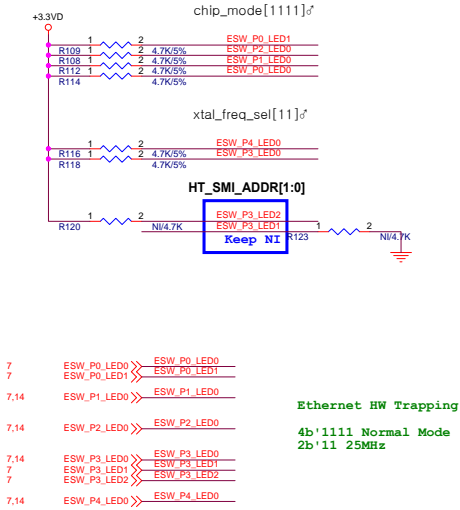 chip_mode[1111]♂
+3.3VD
1 2 ESW_P0_LED1
R109 1 2 4.7K/5% ESW_P2_LED0
R108 1 2 4.7K/5% ESW_P1_LED0
R112 1 2 4.7K/5% ESW_P0_LED0
R114 4.7K/5%
xtal_freq_sel[11]♂
1 2 ESW_P4_LED0
R116 1 2 4.7K/5% ESW_P3_LED0
R118 4.7K/5%
HT_SMI_ADDR[1:0]
1 2 ESW_P3_LED2
R120 NI/4.7K ESW_P3_LED1 1 2
Keep NI R123 NI/4.7K
7 ESW_P0_LED0 ESW_P0_LED0
7 ESW_P0_LED1 ESW_P0_LED1
7,14 ESW_P1_LED0 ESW_P1_LED0
7,14 ESW_P2_LED0 ESW_P2_LED0
7,14 ESW_P3_LED0 ESW_P3_LED0
7 ESW_P3_LED1 ESW_P3_LED1
7 ESW_P3_LED2 ESW_P3_LED2
7,14 ESW_P4_LED0 ESW_P4_LED0
Ethernet HW Trapping
4b'1111 Normal Mode
2b'11 25MHz